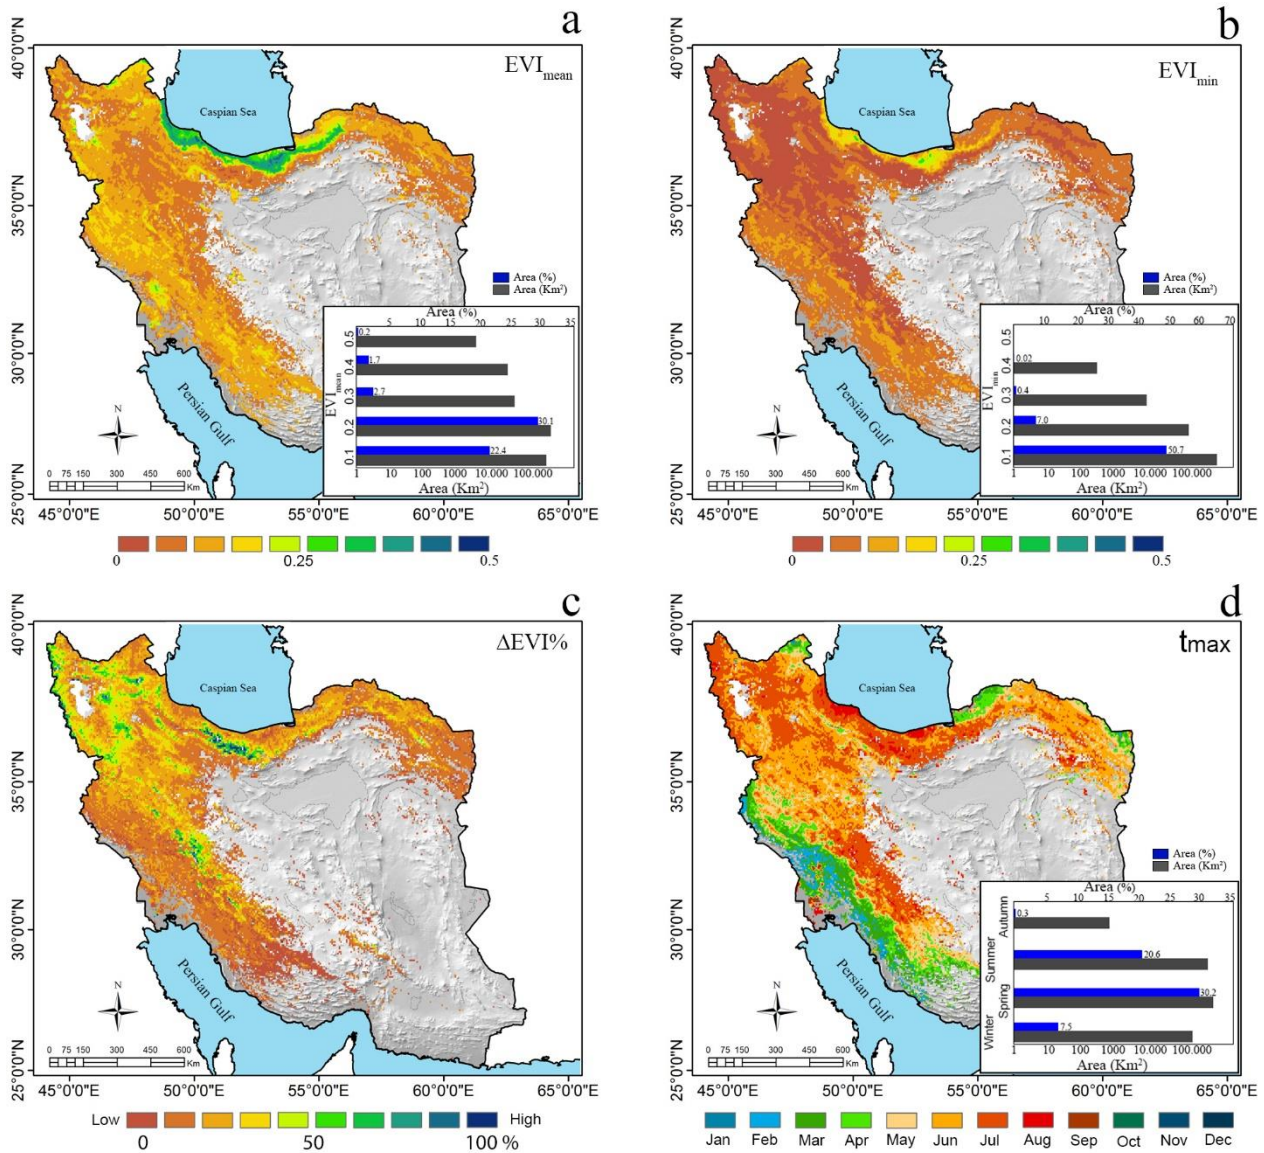 a
40°0'0"N
EVI mean
Caspian Sea
35°0'0"N
30°0'0"N
25°0'0"N
Area (%)
Area (Km²)
Persian Gulf
N
0 75 150 300 450 600
Km
Area (%)
5 10 15 20 25 30 35
EVI mean
0.5 0.2
0.4 1.7
0.3 2.7
0.2 30.1
0.1 22.4
1 10 100 1000 10.000 100.000
Area (Km²)
45°0'0"E 50°0'0"E 55°0'0"E 60°0'0"E 65°0'0"E
0 0.25 0.5
b
40°0'0"N
EVI min
Caspian Sea
35°0'0"N
30°0'0"N
25°0'0"N
Area (%)
Area (Km²)
Persian Gulf
N
0 75 150 300 450 600
Km
Area (%)
10 20 30 40 50 60 70
EVI min
0.5
0.4 0.02
0.3 0.4
0.2 7.0
0.1 50.7
1 10 100 1000 10.000 100.000
Area (Km²)
45°0'0"E 50°0'0"E 55°0'0"E 60°0'0"E 65°0'0"E
0 0.25 0.5
c
40°0'0"N
ΔEVI%
Caspian Sea
35°0'0"N
30°0'0"N
25°0'0"N
Persian Gulf
N
0 75 150 300 450 600
Km
45°0'0"E 50°0'0"E 55°0'0"E 60°0'0"E 65°0'0"E
Low High
0 50 100 %
d
40°0'0"N
tmax
Caspian Sea
35°0'0"N
30°0'0"N
25°0'0"N
Area (%)
Area (Km²)
Persian Gulf
N
0 75 150 300 450 600
Km
Area (%)
5 10 15 20 25 30 35
Autumn 0.3
Summer 20.6
Spring 30.2
Winter 7.5
1 10 100 1000 10.000 100.000
Area (Km²)
45°0'0"E 50°0'0"E 55°0'0"E 60°0'0"E 65°0'0"E
Jan Feb Mar Apr May Jun Jul Aug Sep Oct Nov Dec